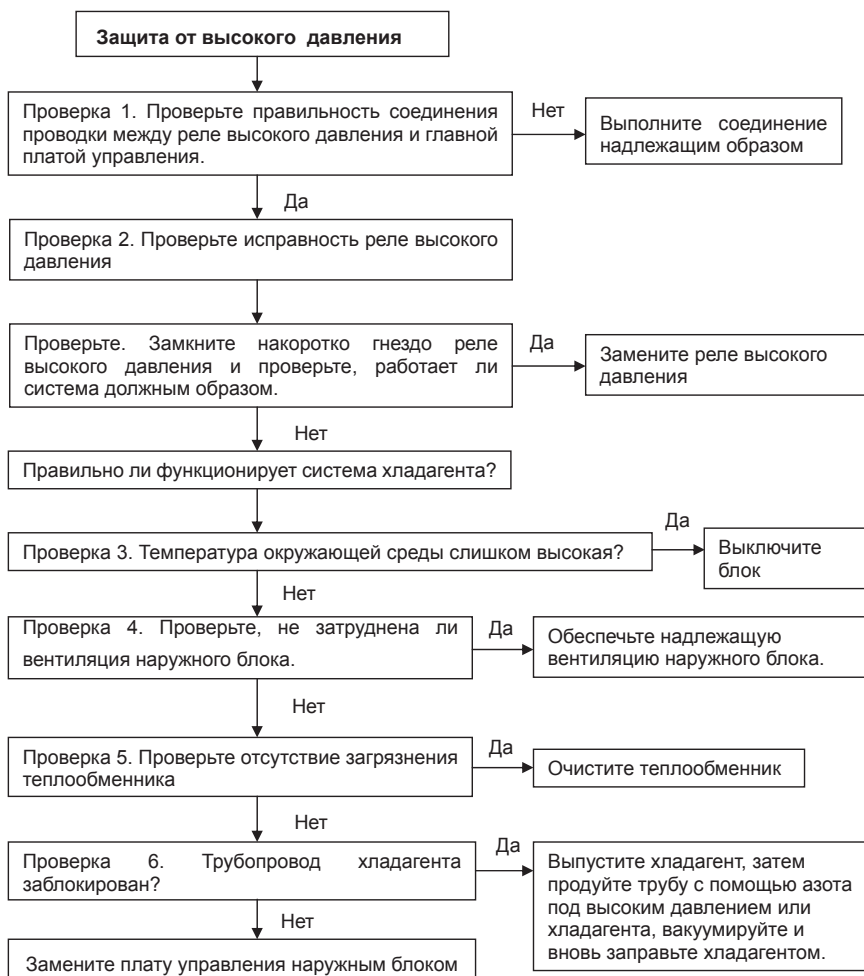 Защита от высокого давления
Проверка 1. Проверьте правильность соединения
проводки между реле высокого давления и главной
платой управления.
Нет
Выполните соединение
надлежащим образом
Да
Проверка 2. Проверьте исправность реле высокого
давления
Проверьте. Замкните накоротко гнездо реле
высокого давления и проверьте, работает ли
система должным образом.
Да
Замените реле высокого
давления
Нет
Правильно ли функционирует система хладагента?
Проверка 3. Температура окружающей среды слишком высокая?
Да
Выключите
блок
Нет
Проверка 4. Проверьте, не затруднена ли
вентиляция наружного блока.
Да
Обеспечьте надлежащую
вентиляцию наружного блока.
Нет
Проверка 5. Проверьте отсутствие загрязнения
теплообменника
Да
Очистите теплообменник
Нет
Проверка 6. Трубопровод хладагента
заблокирован?
Да
Выпустите хладагент, затем
продуйте трубу с помощью азота
под высоким давлением или
хладагента, вакуумируйте и
вновь заправьте хладагентом.
Нет
Замените плату управления наружным блоком